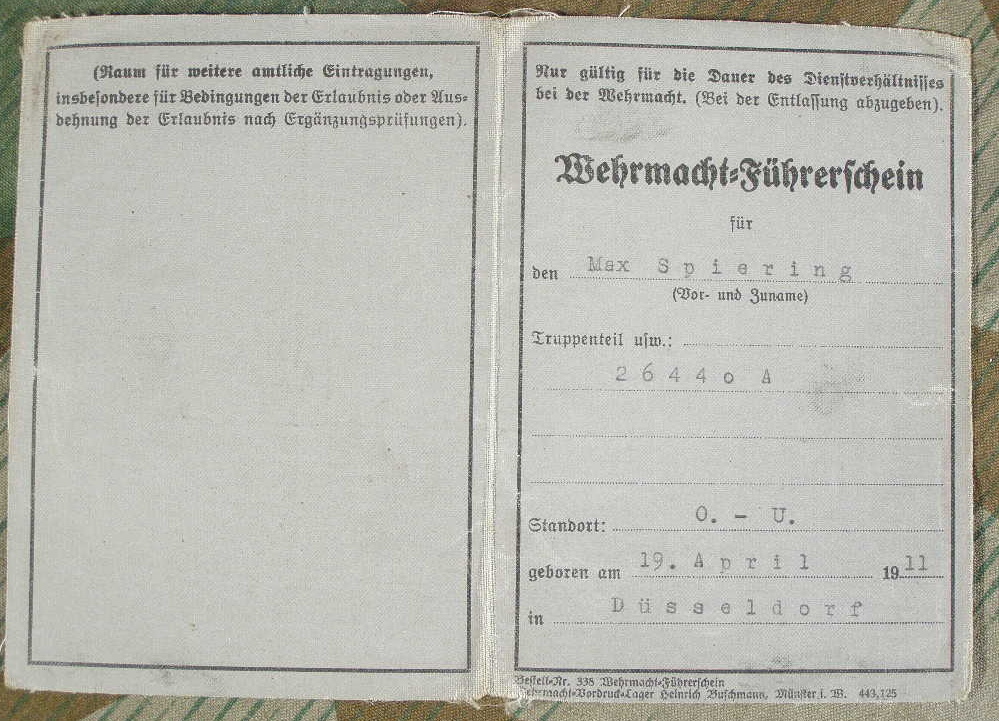 (Raum für weitere amtliche Eintragungen,
insbesondere für Bedingungen der Erlaubnis oder Aus-
dehnung der Erlaubnis nach Ergänzungsprüfungen).
Nur gültig für die Dauer des Dienstverhältnisses
bei der Wehrmacht. (Bei der Entlassung abzugeben).
Wehrmacht-Führerschein
für
den Max Spiering
(Vor- und Zuname)
Truppenteil usw.:
2644o A
Standort: O. - U.
geboren am 19. April 1911
in Düsseldorf
Bestell-Nr. 338 Wehrmacht-Führerschein
Wehrmacht-Vordruck-Lager Heinrich Buschmann, Münster i. W. 443,125